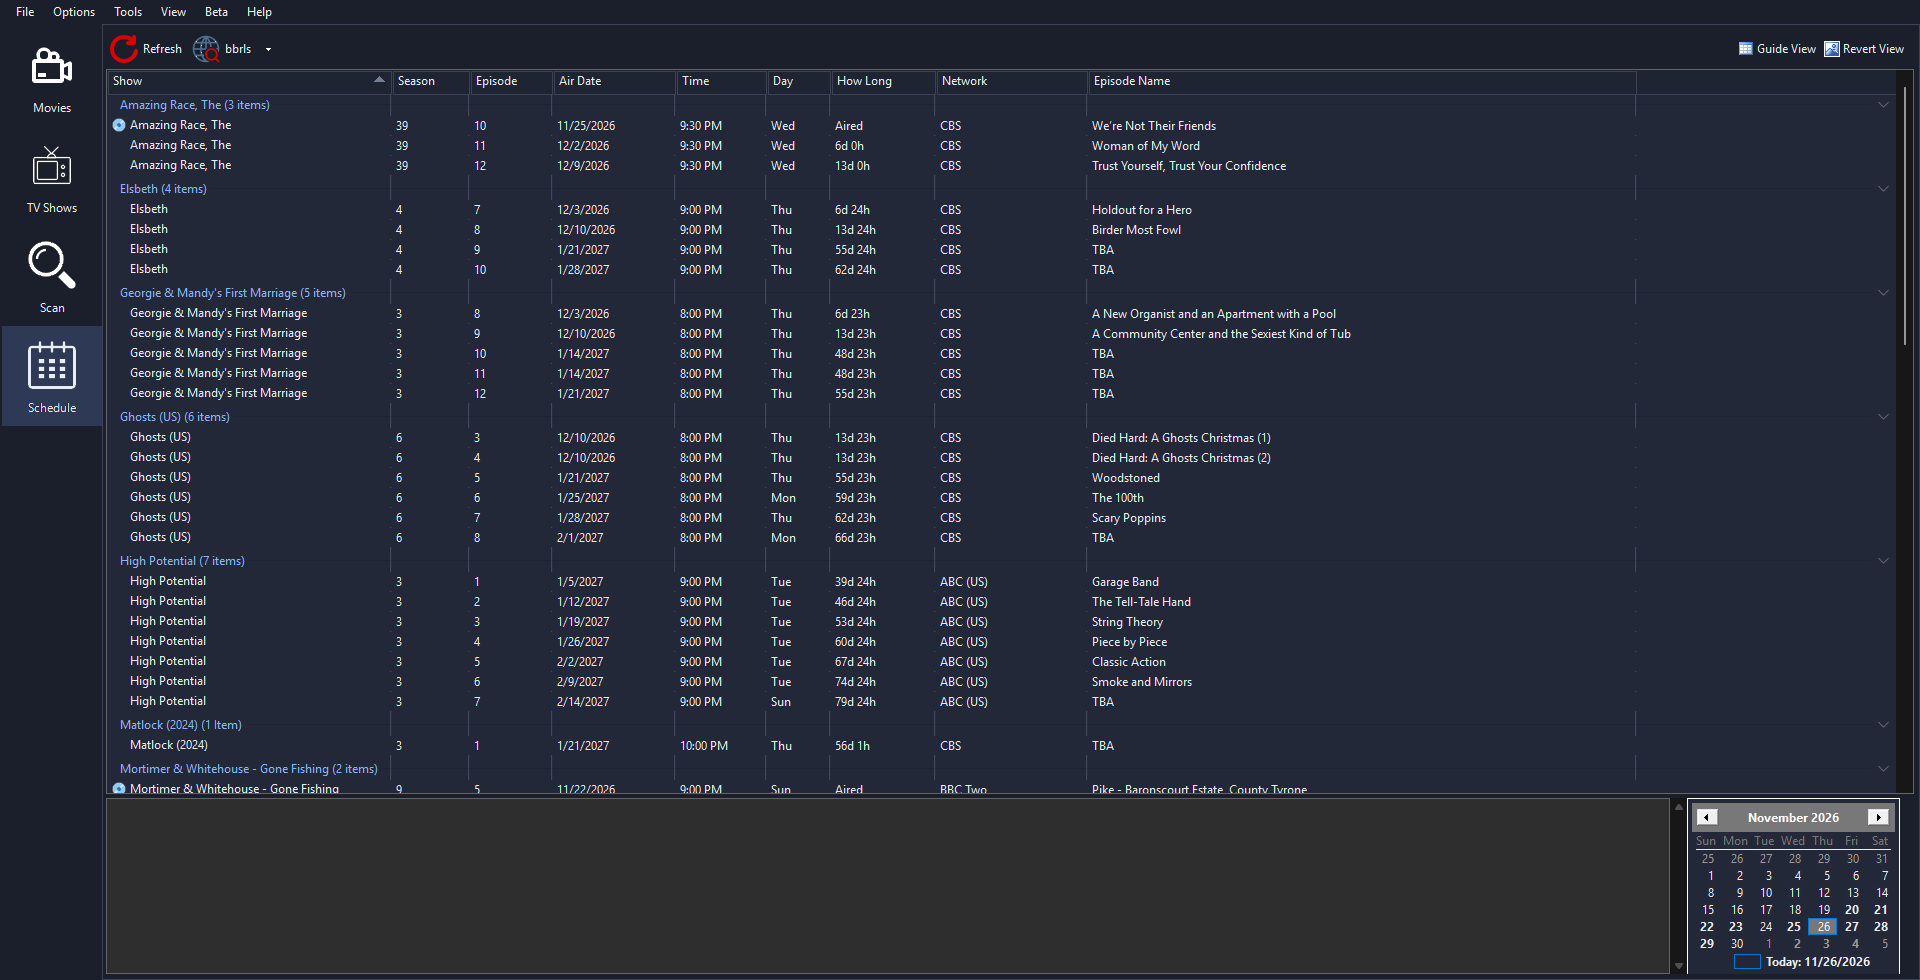 File Options Tools View Beta Help
Refresh bbrls Guide View Revert View
Movies
TV Shows
Scan
Schedule
Show Season Episode Air Date Time Day How Long Network Episode Name
Amazing Race, The (3 items)
Amazing Race, The 39 10 11/25/2026 9:30 PM Wed Aired CBS We're Not Their Friends
Amazing Race, The 39 11 12/2/2026 9:30 PM Wed 6d 0h CBS Woman of My Word
Amazing Race, The 39 12 12/9/2026 9:30 PM Wed 13d 0h CBS Trust Yourself, Trust Your Confidence
Elsbeth (4 items)
Elsbeth 4 7 12/3/2026 9:00 PM Thu 6d 24h CBS Holdout for a Hero
Elsbeth 4 8 12/10/2026 9:00 PM Thu 13d 24h CBS Birder Most Fowl
Elsbeth 4 9 1/21/2027 9:00 PM Thu 55d 24h CBS TBA
Elsbeth 4 10 1/28/2027 9:00 PM Thu 62d 24h CBS TBA
Georgie & Mandy's First Marriage (5 items)
Georgie & Mandy's First Marriage 3 8 12/3/2026 8:00 PM Thu 6d 23h CBS A New Organist and an Apartment with a Pool
Georgie & Mandy's First Marriage 3 9 12/10/2026 8:00 PM Thu 13d 23h CBS A Community Center and the Sexiest Kind of Tub
Georgie & Mandy's First Marriage 3 10 1/14/2027 8:00 PM Thu 48d 23h CBS TBA
Georgie & Mandy's First Marriage 3 11 1/14/2027 8:00 PM Thu 48d 23h CBS TBA
Georgie & Mandy's First Marriage 3 12 1/21/2027 8:00 PM Thu 55d 23h CBS TBA
Ghosts (US) (6 items)
Ghosts (US) 6 3 12/10/2026 8:00 PM Thu 13d 23h CBS Died Hard: A Ghosts Christmas (1)
Ghosts (US) 6 4 12/10/2026 8:00 PM Thu 13d 23h CBS Died Hard: A Ghosts Christmas (2)
Ghosts (US) 6 5 1/21/2027 8:00 PM Thu 55d 23h CBS Woodstoned
Ghosts (US) 6 6 1/25/2027 8:00 PM Mon 59d 23h CBS The 100th
Ghosts (US) 6 7 1/28/2027 8:00 PM Thu 62d 23h CBS Scary Poppins
Ghosts (US) 6 8 2/1/2027 8:00 PM Mon 66d 23h CBS TBA
High Potential (7 items)
High Potential 3 1 1/5/2027 9:00 PM Tue 39d 24h ABC (US) Garage Band
High Potential 3 2 1/12/2027 9:00 PM Tue 46d 24h ABC (US) The Tell-Tale Hand
High Potential 3 3 1/19/2027 9:00 PM Tue 53d 24h ABC (US) String Theory
High Potential 3 4 1/26/2027 9:00 PM Tue 60d 24h ABC (US) Piece by Piece
High Potential 3 5 2/2/2027 9:00 PM Tue 67d 24h ABC (US) Classic Action
High Potential 3 6 2/9/2027 9:00 PM Tue 74d 24h ABC (US) Smoke and Mirrors
High Potential 3 7 2/14/2027 9:00 PM Sun 79d 24h ABC (US) TBA
Matlock (2024) (1 Item)
Matlock (2024) 3 1 1/21/2027 10:00 PM Thu 56d 1h CBS TBA
Mortimer & Whitehouse - Gone Fishing (2 items)
Mortimer & Whitehouse - Gone Fishing 9 5 11/22/2026 9:00 PM Sun Aired BBC Two Pike - Baronscourt Estate, County Tyrone
November 2026
Sun Mon Tue Wed Thu Fri Sat
25 26 27 28 29 30 31
1 2 3 4 5 6 7
8 9 10 11 12 13 14
15 16 17 18 19 20 21
22 23 24 25 26 27 28
29 30 1 2 3 4 5
Today: 11/26/2026